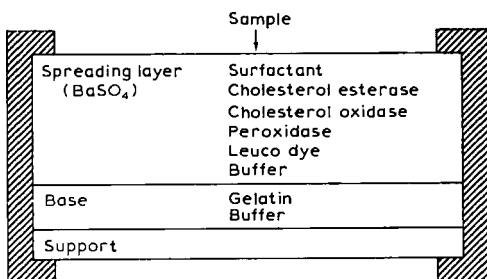 Sample
Spreading layer Surfactant
(BaSO₄) Cholesterol esterase
Cholesterol oxidase
Peroxidase
Leuco dye
Buffer
Base Gelatin
Buffer
Support